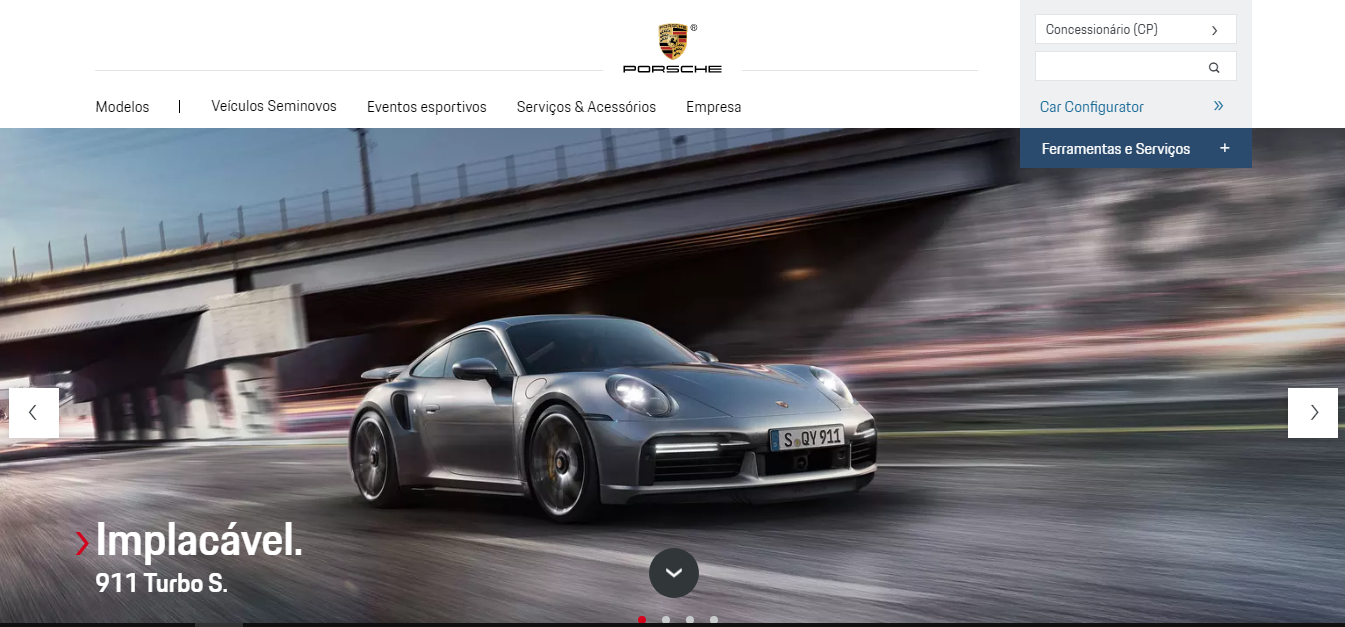 PORSCHE
®
PORSCHE
Concessionário (CP)
Modelos
Veículos Seminovos
Eventos esportivos
Serviços & Acessórios
Empresa
Car Configurator
Ferramentas e Serviços
S QY 911
Implacável.
911 Turbo S.